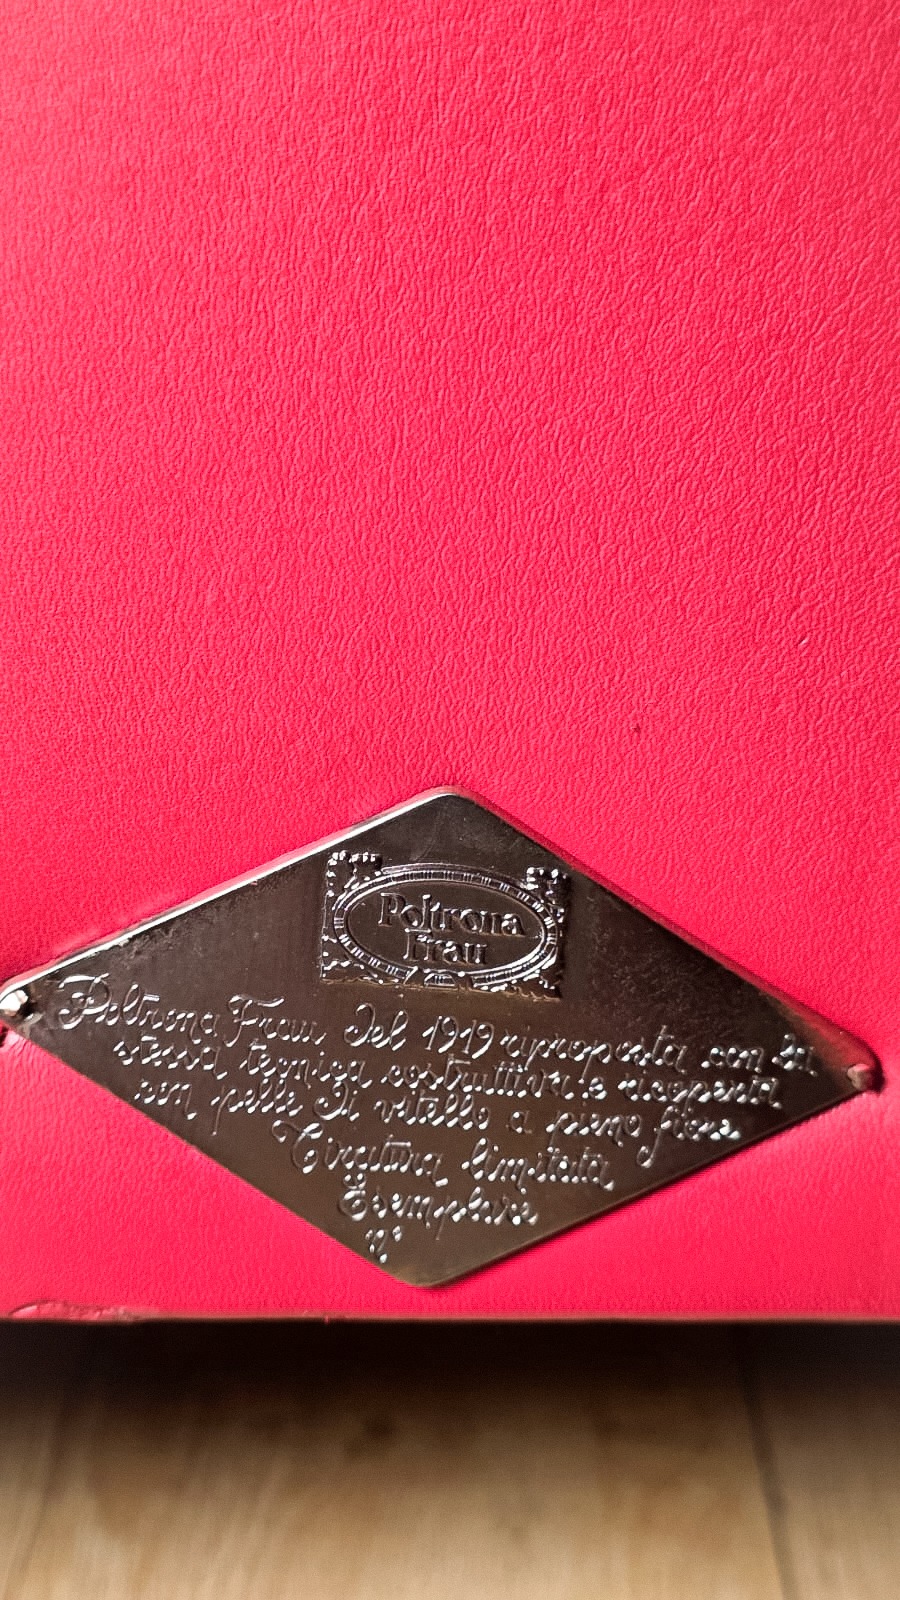 Poltrona
Frau
Poltrona Frau Del 1919 riproposta con la
stessa tecnica costruttiva e ricoperta
con pelle Di vitello a pieno fiore
Tiratura limitata
Esemplare
n°